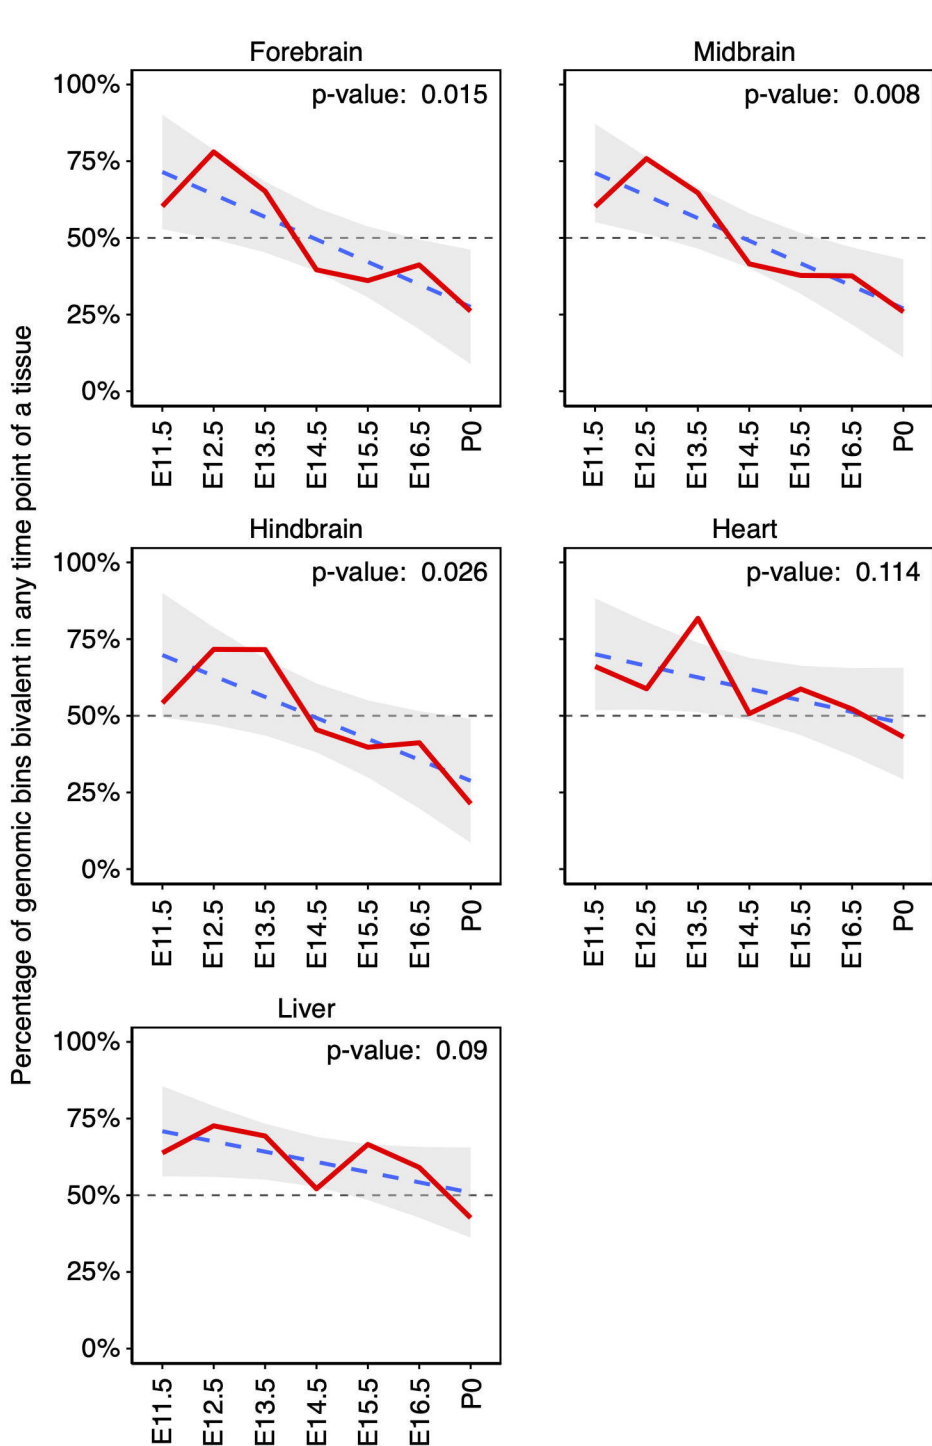 Percentage of genomic bins bivalent in any time point of a tissue
Forebrain
p-value: 0.015
100%
75%
50%
25%
0%
E11.5
E12.5
E13.5
E14.5
E15.5
E16.5
P0
Midbrain
p-value: 0.008
E11.5
E12.5
E13.5
E14.5
E15.5
E16.5
P0
Hindbrain
p-value: 0.026
100%
75%
50%
25%
0%
E11.5
E12.5
E13.5
E14.5
E15.5
E16.5
P0
Heart
p-value: 0.114
E11.5
E12.5
E13.5
E14.5
E15.5
E16.5
P0
Liver
p-value: 0.09
100%
75%
50%
25%
0%
E11.5
E12.5
E13.5
E14.5
E15.5
E16.5
P0